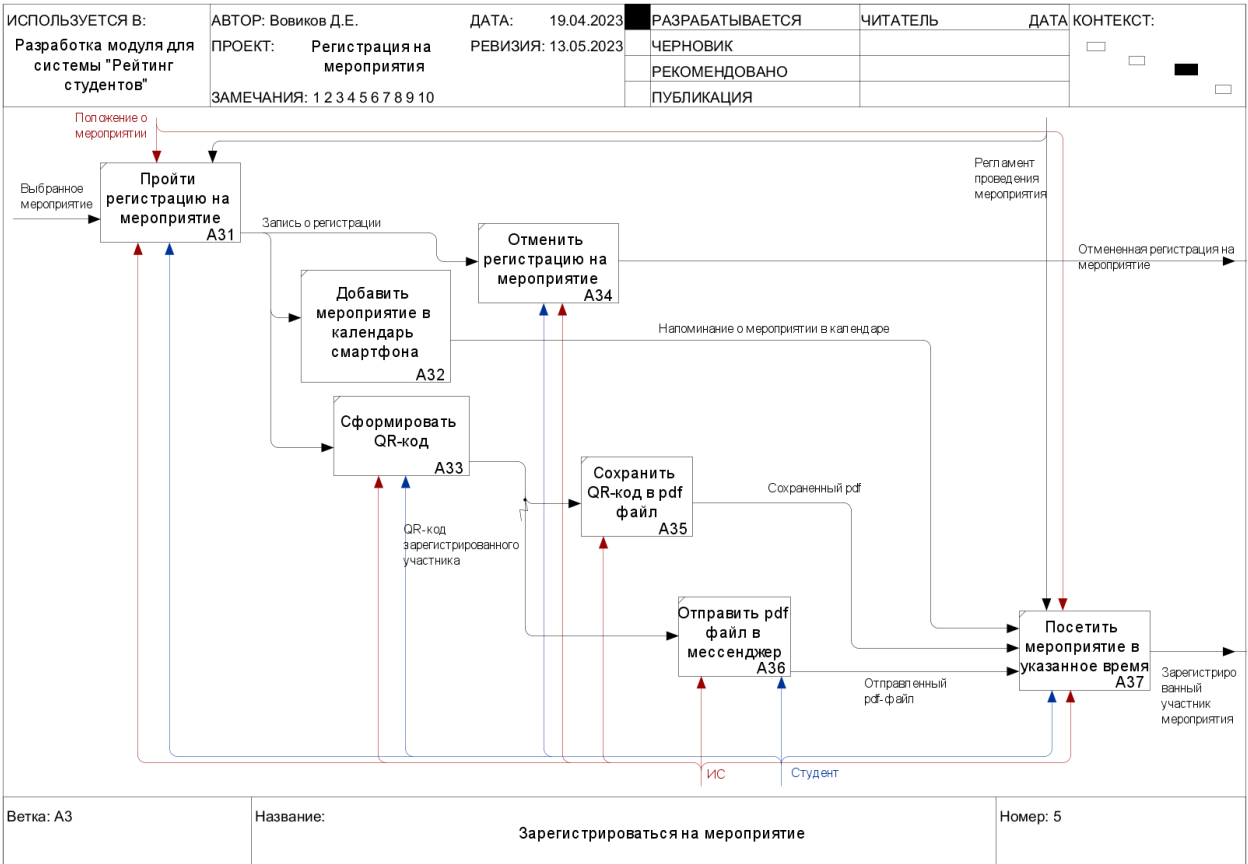 ИСПОЛЬЗУЕТСЯ В:
Разработка модуля для
системы "Рейтинг
студентов"
АВТОР: Вовиков Д.Е.
ДАТА: 19.04.2023
ПРОЕКТ: Регистрация на
мероприятия
РЕВИЗИЯ: 13.05.2023
ЗАМЕЧАНИЯ: 1 2 3 4 5 6 7 8 9 10
РАЗРАБАТЫВАЕТСЯ
ЧЕРНОВИК
РЕКОМЕНДОВАНО
ПУБЛИКАЦИЯ
ЧИТАТЕЛЬ
ДАТА
КОНТЕКСТ:
Положение о
мероприятии
Выбранное
мероприятие
Пройти
регистрацию на
мероприятие
A31
Регламент
проведения
мероприятия
Запись о регистрации
Отменить
регистрацию на
мероприятие
A34
Отмененная регистрация на
мероприятие
Добавить
мероприятие в
календарь
смартфона
A32
Напоминание о мероприятии в календаре
Сформировать
QR-код
A33
Сохранить
QR-код в pdf
файл
A35
Сохраненный pdf
QR-код
зарегистрированного
участника
Отправить pdf
файл в
мессенджер
A36
Отправленный
pdf-файл
Посетить
мероприятие в
указанное время
A37
Зарегистриро
ванный
участник
мероприятия
ИС
Студент
Ветка: A3
Название:
Зарегистрироваться на мероприятие
Номер: 5